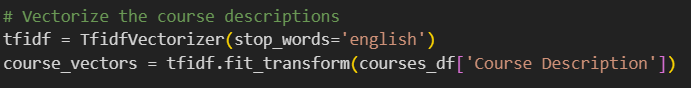 # Vectorize the course descriptions
tfidf = TfidfVectorizer(stop_words='english')
course_vectors = tfidf.fit_transform(courses_df['Course Description'])